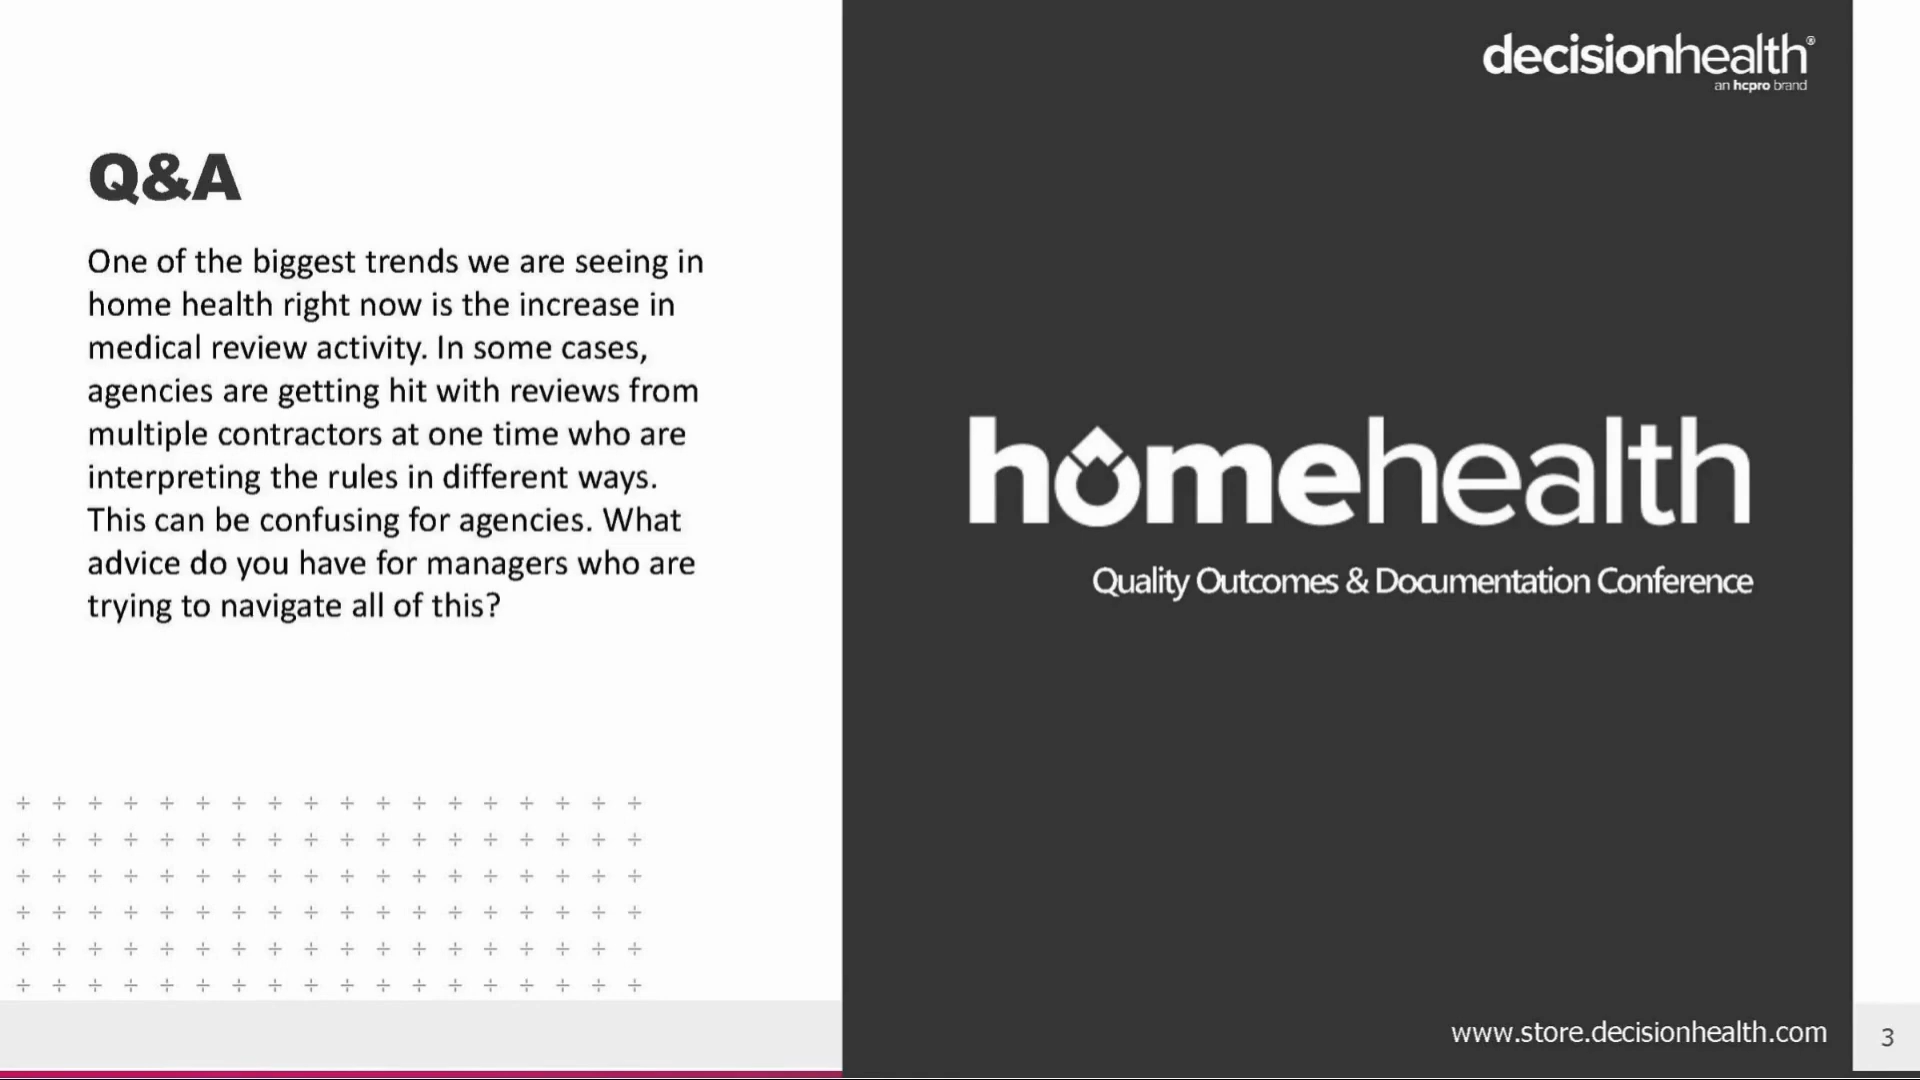 decisionhealth®
an hcpro brand
Q&A
One of the biggest trends we are seeing in
home health right now is the increase in
medical review activity. In some cases,
agencies are getting hit with reviews from
multiple contractors at one time who are
interpreting the rules in different ways.
This can be confusing for agencies. What
advice do you have for managers who are
trying to navigate all of this?
homehealth
Quality Outcomes & Documentation Conference
www.store.decisionhealth.com
3